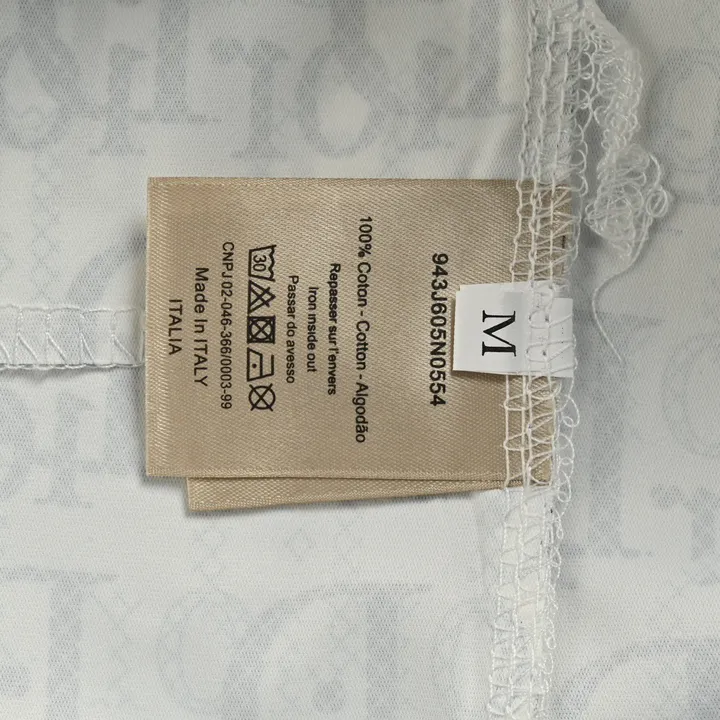 M
943J605N0554
100% Coton - Cotton - Algodão
Repasser sur l'envers
Iron inside out
Passar do avesso
30
CNPJ 02-046-366/0003-99
Made In ITALY
ITALIA